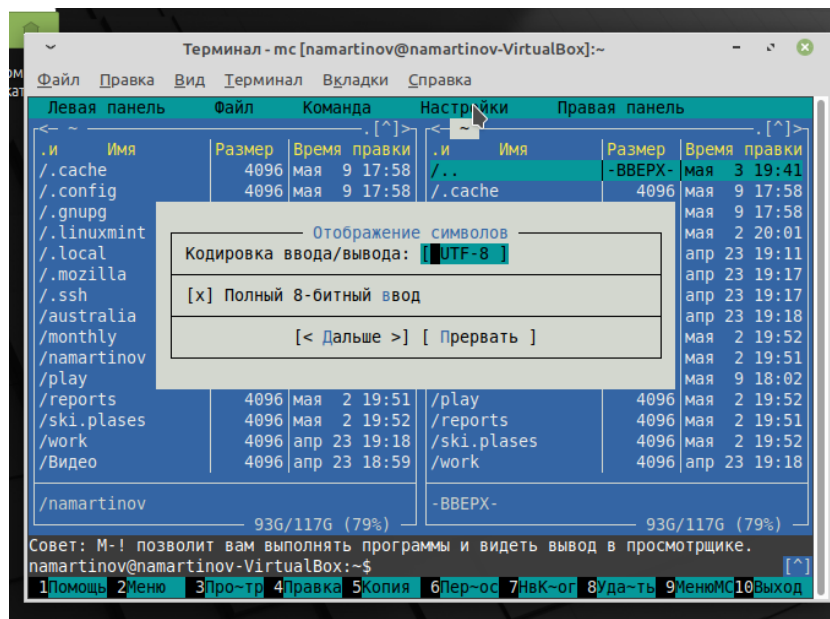 Терминал - mc [namartinov@namartinov-VirtualBox]:~
Файл Правка Вид Терминал Вкладки Справка
Левая панель Файл Команда Настройки Правая панель
<- ~ .[^]> <- ~ .[^]>
.и Имя Размер Время правки .и Имя Размер Время правки
/.cache 4096 мая 9 17:58 /.. -ВВЕРХ- мая 3 19:41
/.config 4096 мая 9 17:58 /.cache 4096 мая 9 17:58
/.gnupg мая 9 17:58
/.linuxmint Отображение символов мая 2 20:01
/.local Кодировка ввода/вывода: [ UTF-8 ] апр 23 19:11
/.mozilla апр 23 19:17
/.ssh [x] Полный 8-битный ввод апр 23 19:17
/australia апр 23 19:18
/monthly [< Дальше >] [ Прервать ] мая 2 19:52
/namartinov мая 2 19:51
/play мая 9 18:02
/reports 4096 мая 2 19:51 /play 4096 мая 2 19:52
/ski.plases 4096 мая 2 19:52 /reports 4096 мая 2 19:51
/work 4096 апр 23 19:18 /ski.plases 4096 мая 2 19:52
/Видео 4096 апр 23 18:59 /work 4096 апр 23 19:18
/namartinov -ВВЕРХ-
93G/117G (79%) 93G/117G (79%)
Совет: M-! позволит вам выполнять программы и видеть вывод в просмотрщике.
namartinov@namartinov-VirtualBox:~$ [^]
1Помощь 2Меню 3Про~тр 4Правка 5Копия 6Пер~ос 7НвК~ог 8Уда~ть 9МенюMC 10Выход